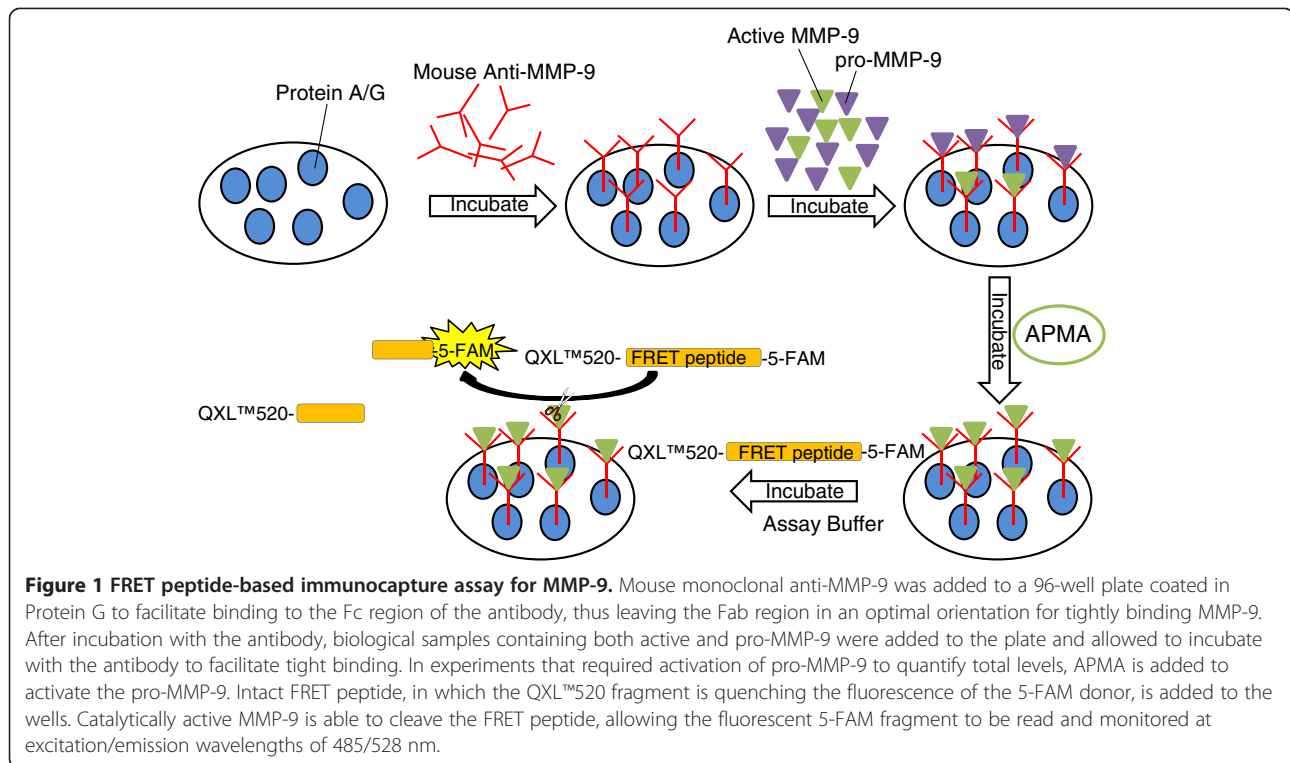 Active MMP-9
pro-MMP-9
Mouse Anti-MMP-9
Protein A/G
Incubate
Incubate
Incubate
APMA
5-FAM
QXL™520- FRET peptide -5-FAM
QXL™520-
QXL™520- FRET peptide -5-FAM
Incubate
Assay Buffer
Figure 1 FRET peptide-based immunocapture assay for MMP-9. Mouse monoclonal anti-MMP-9 was added to a 96-well plate coated in
Protein G to facilitate binding to the Fc region of the antibody, thus leaving the Fab region in an optimal orientation for tightly binding MMP-9.
After incubation with the antibody, biological samples containing both active and pro-MMP-9 were added to the plate and allowed to incubate
with the antibody to facilitate tight binding. In experiments that required activation of pro-MMP-9 to quantify total levels, APMA is added to
activate the pro-MMP-9. Intact FRET peptide, in which the QXL™520 fragment is quenching the fluorescence of the 5-FAM donor, is added to the
wells. Catalytically active MMP-9 is able to cleave the FRET peptide, allowing the fluorescent 5-FAM fragment to be read and monitored at
excitation/emission wavelengths of 485/528 nm.